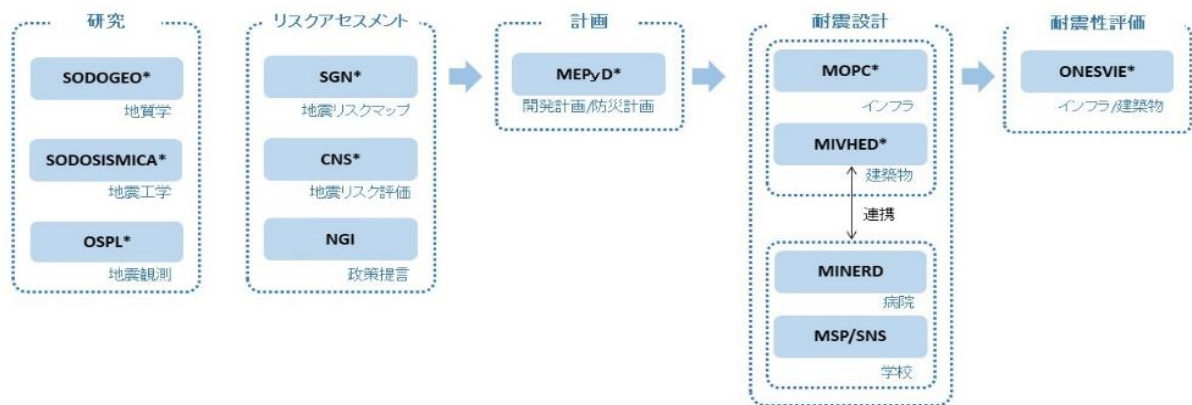 研究
SODOGEO*
地質学
SODOSISMICA*
地震工学
OSPL*
地震観測
リスクアセスメント
SGN*
地震リスクマップ
CNS*
地震リスク評価
NGI
政策提言
計画
MEPyD*
開発計画/防災計画
耐震設計
MOPC*
インフラ
MIVHED*
建築物
連携
MINERD
病院
MSP/SNS
学校
耐震性評価
ONESVIE*
インフラ/建築物